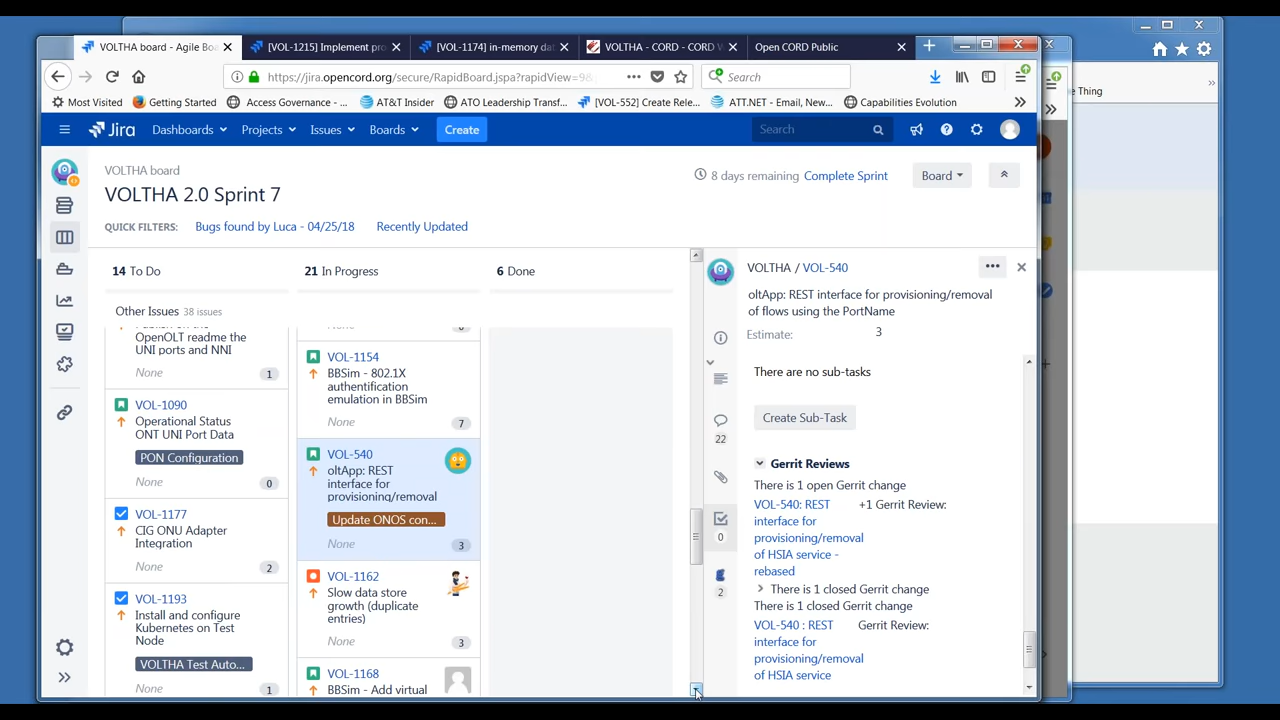 VOLTHA board - Agile Boa
[VOL-1215] Implement pro
[VOL-1174] in-memory dat
VOLTHA - CORD - CORD W
Open CORD Public
https://jira.opencord.org/secure/RapidBoard.jspa?rapidView=9&
Search
Most Visited
Getting Started
Access Governance - ...
AT&T Insider
ATO Leadership Transf...
[VOL-552] Create Rele...
ATT.NET - Email, New...
Capabilities Evolution
e Thing
Jira
Dashboards
Projects
Issues
Boards
Create
Search
VOLTHA board
VOLTHA 2.0 Sprint 7
8 days remaining
Complete Sprint
Board
QUICK FILTERS:
Bugs found by Luca - 04/25/18
Recently Updated
14 To Do
21 In Progress
6 Done
Other Issues 38 issues
OpenOLT readme the
UNI ports and NNI
None
1
VOL-1090
Operational Status
ONT UNI Port Data
PON Configuration
None
0
VOL-1177
CIG ONU Adapter
Integration
None
2
VOL-1193
Install and configure
Kubernetes on Test
Node
VOLTHA Test Auto...
None
1
VOL-1154
BBSim - 802.1X
authentification
emulation in BBSim
None
7
VOL-540
oltApp: REST
interface for
provisioning/removal
Update ONOS con...
None
3
VOL-1162
Slow data store
growth (duplicate
entries)
None
3
VOL-1168
BBSim - Add virtual
VOLTHA / VOL-540
oltApp: REST interface for provisioning/removal
of flows using the PortName
Estimate:
3
22
0
2
There are no sub-tasks
Create Sub-Task
Gerrit Reviews
There is 1 open Gerrit change
VOL-540: REST
interface for
provisioning/removal
of HSIA service -
rebased
+1 Gerrit Review:
There is 1 closed Gerrit change
There is 1 closed Gerrit change
VOL-540 : REST
interface for
provisioning/removal
of HSIA service
Gerrit Review: